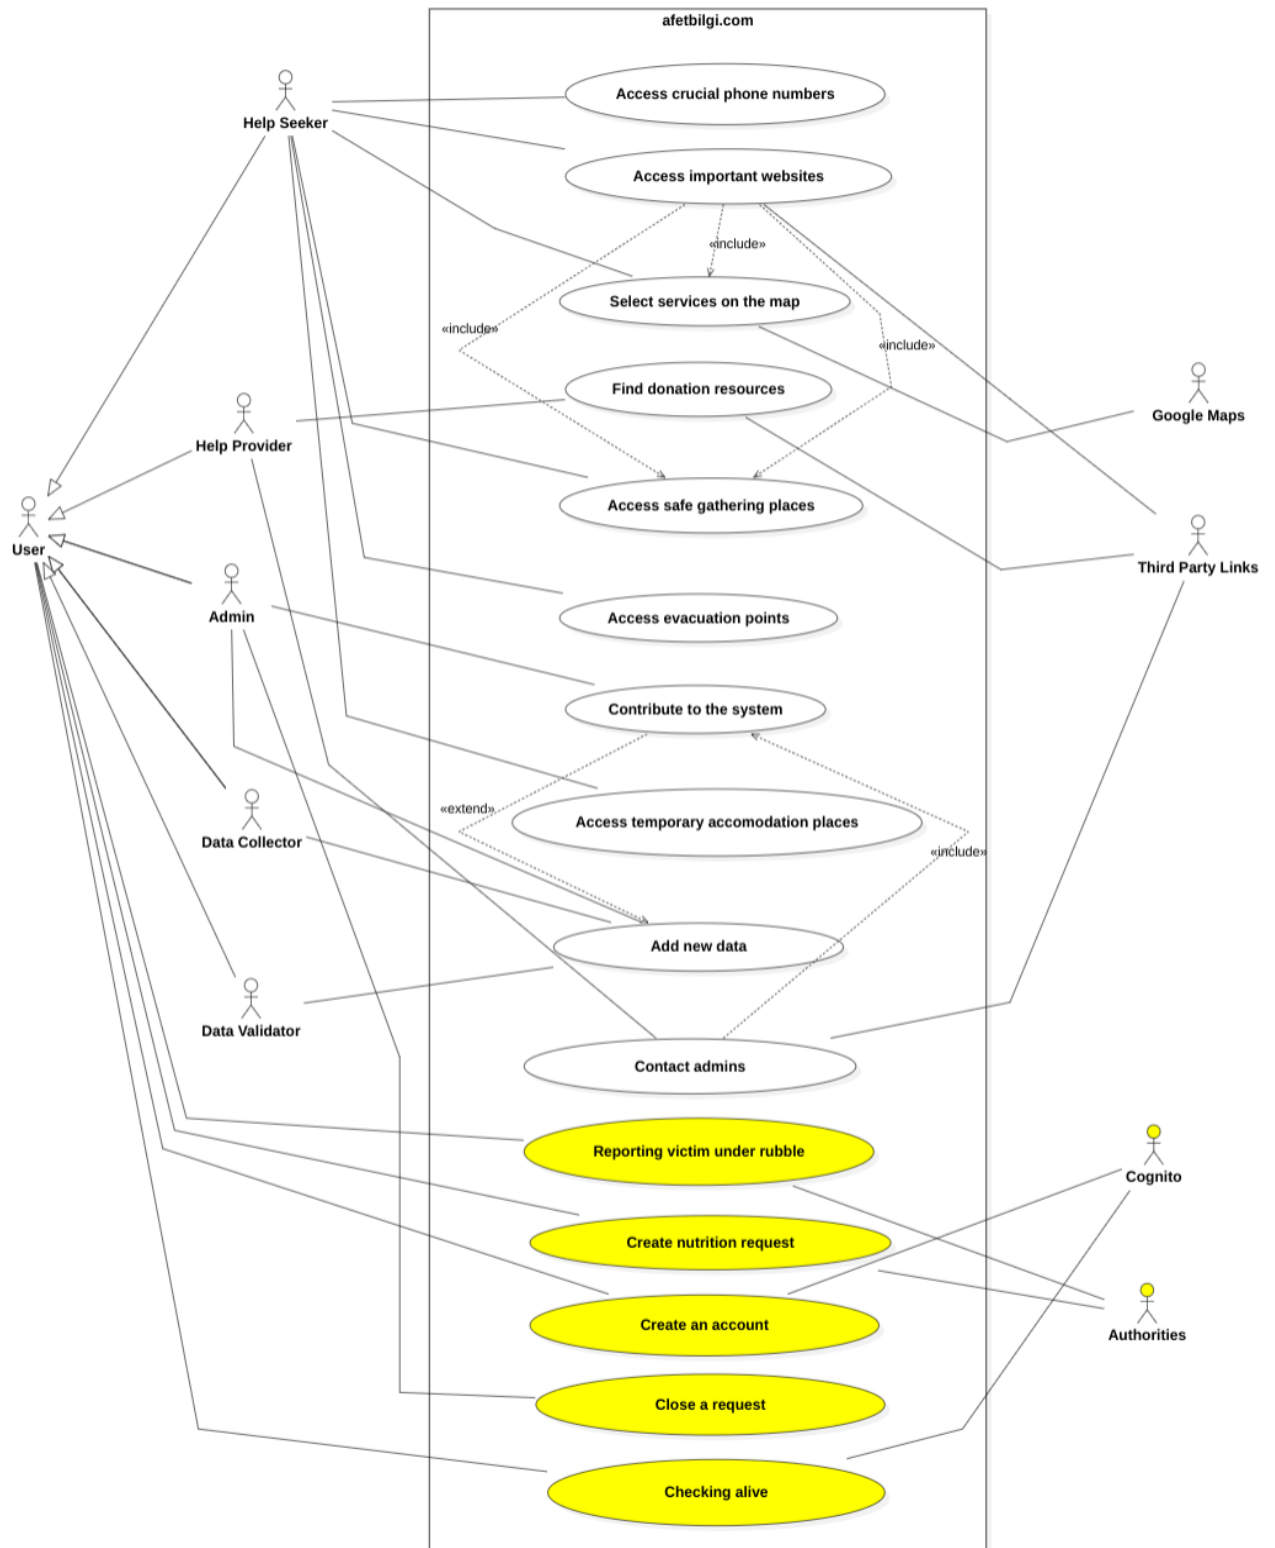 afetbilgi.com
Access crucial phone numbers
Help Seeker
Access important websites
«include»
Select services on the map
«include»
«include»
Find donation resources
Google Maps
Help Provider
Access safe gathering places
User
Third Party Links
Admin
Access evacuation points
Contribute to the system
«extend»
Access temporary accomodation places
Data Collector
«include»
Add new data
Data Validator
Contact admins
Reporting victim under rubble
Cognito
Create nutrition request
Create an account
Authorities
Close a request
Checking alive